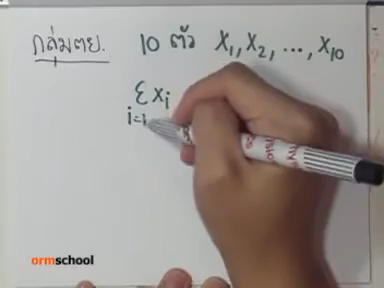 กลุ่มตย. 10 ตัว X₁, X₂, ..., X₁₀
Σxᵢ
i=1
ormschool